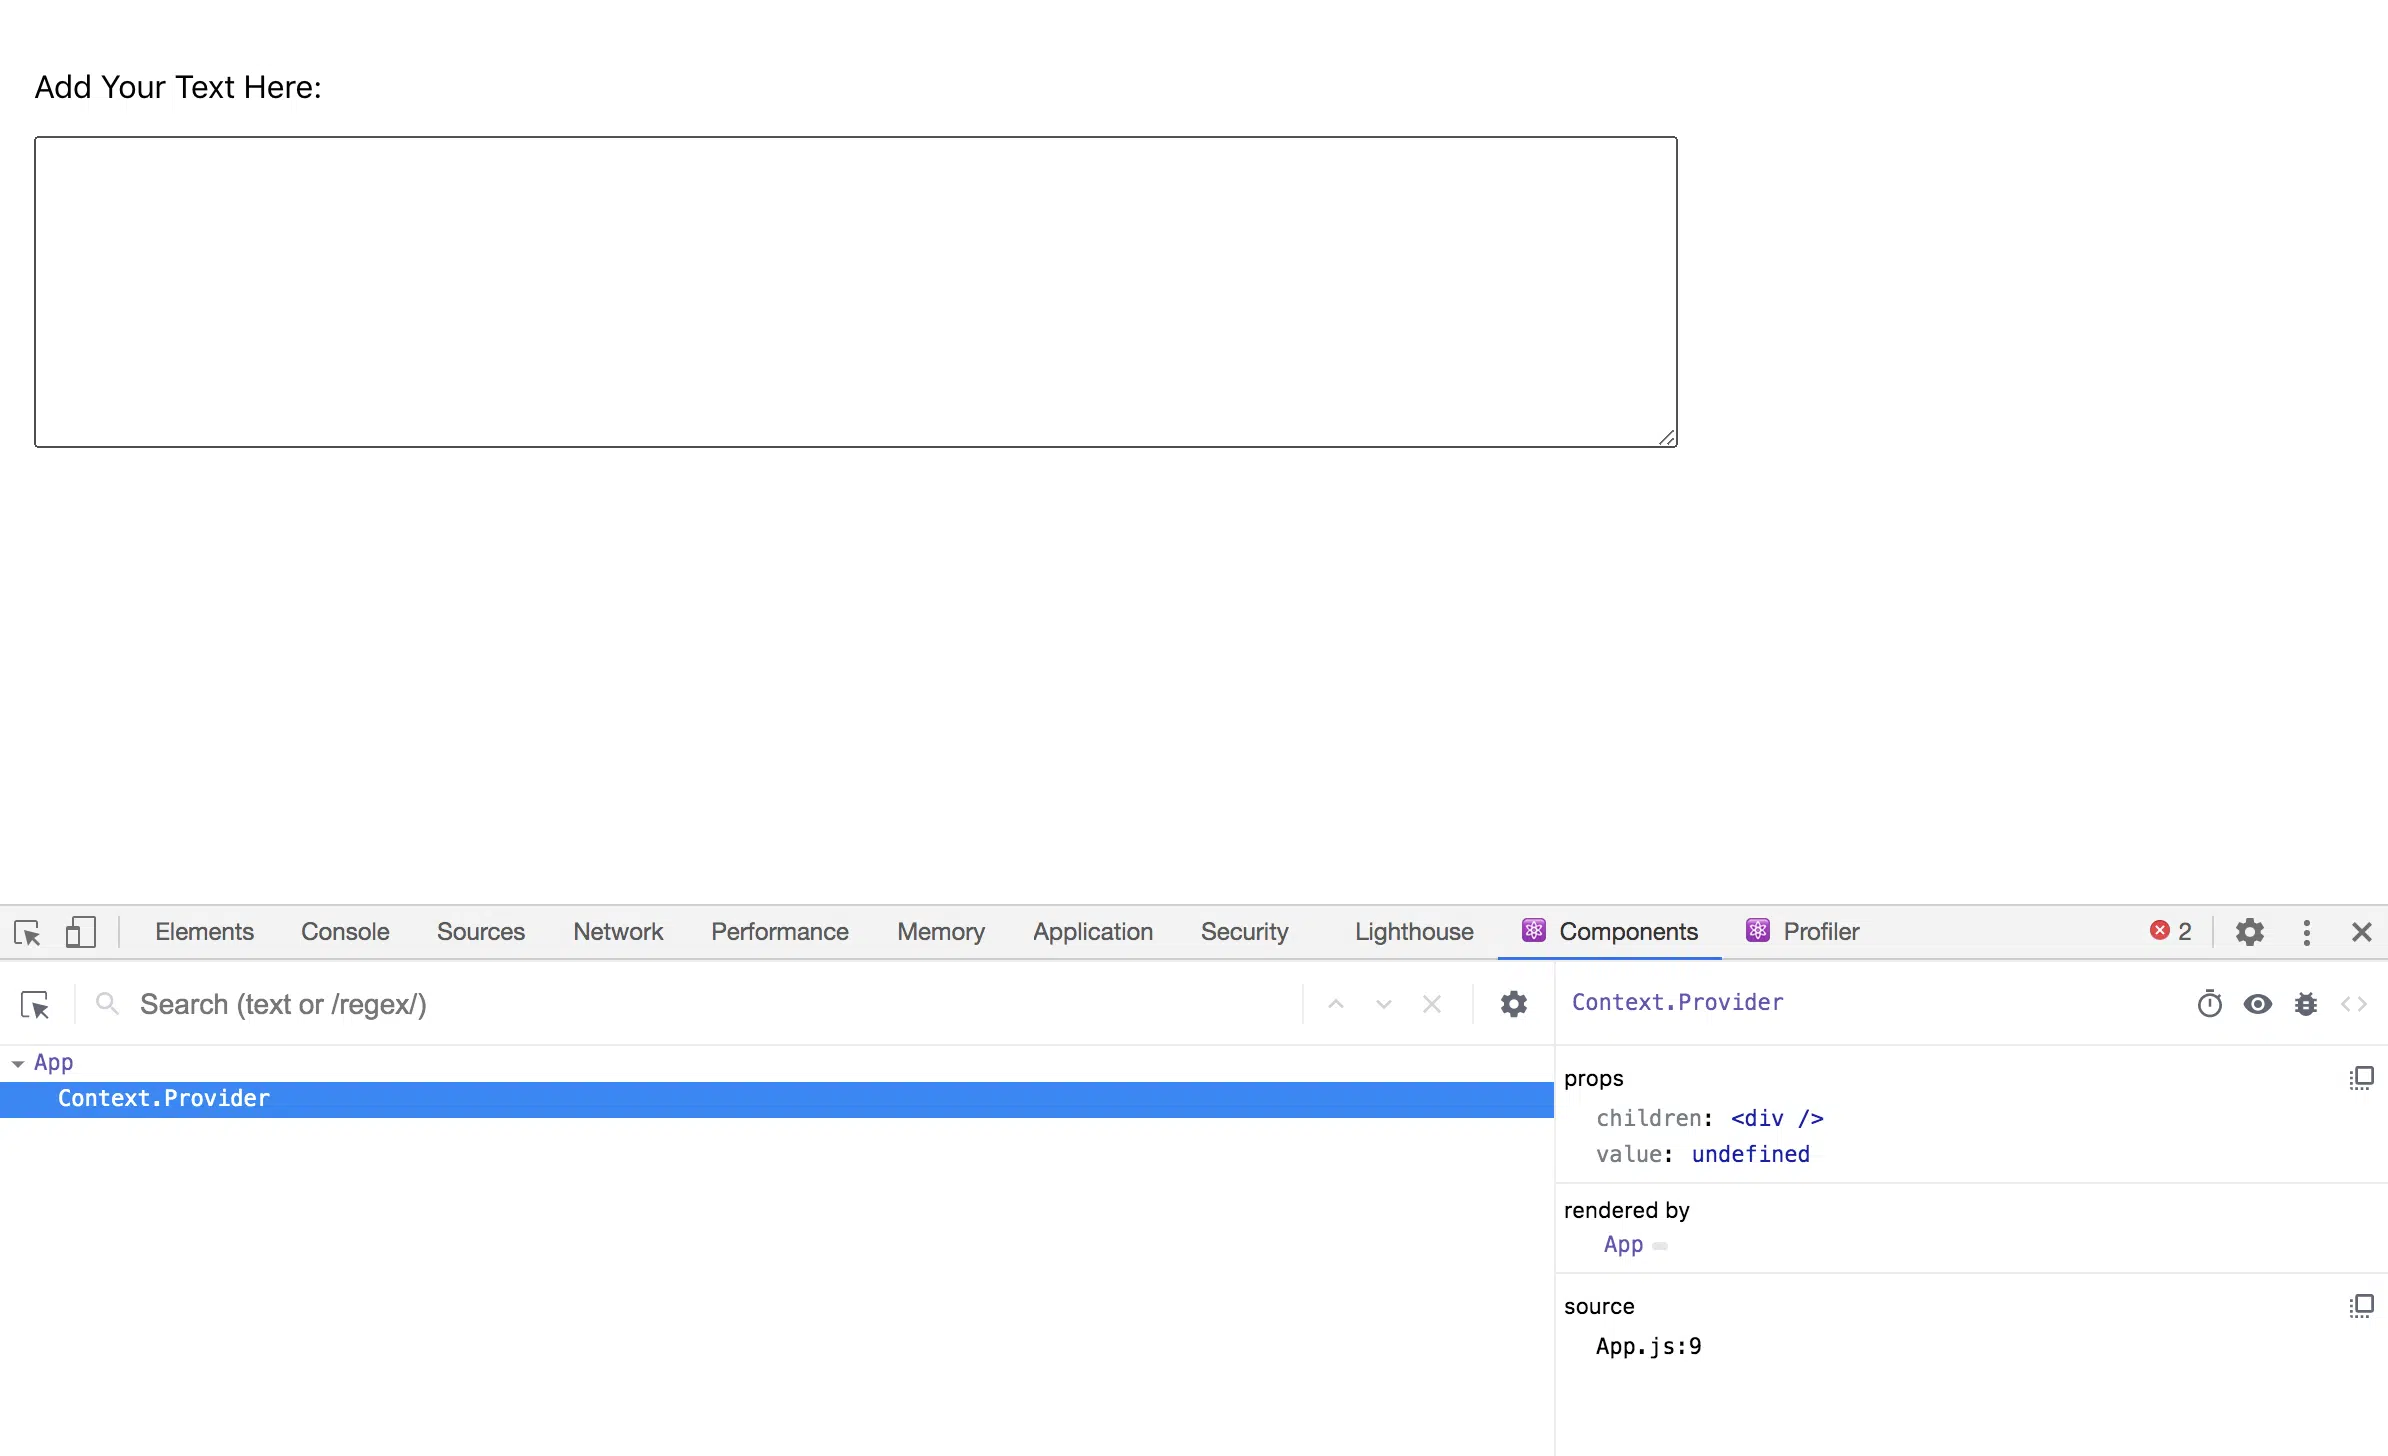 Add Your Text Here:
Elements Console Sources Network Performance Memory Application Security Lighthouse Components Profiler 2
Search (text or /regex/)
Context.Provider
App
Context.Provider
props
children: <div />
value: undefined
rendered by
App
source
App.js:9